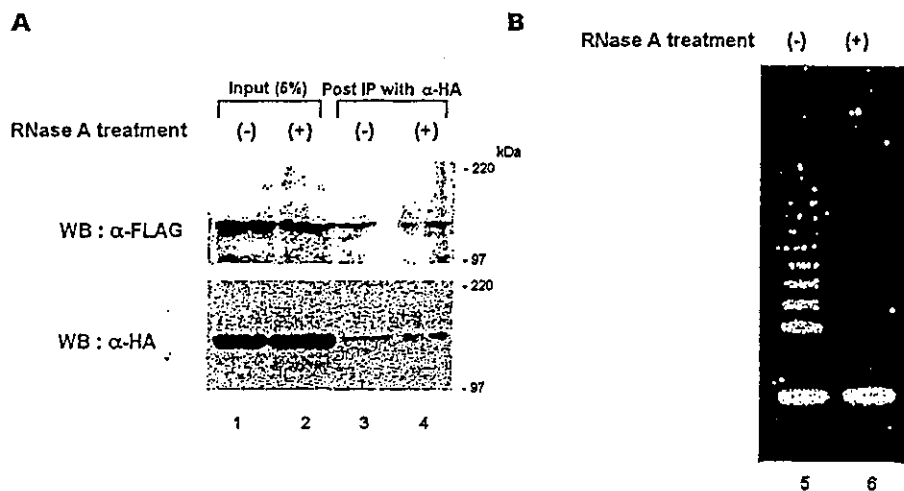 A
Input (5%) Post IP with α-HA
RNase A treatment (-) (+) (-) (+)
kDa
- 220
WB : α-FLAG
- 97
- 220
WB : α-HA
- 97
1 2 3 4
B
RNase A treatment (-) (+)
5 6